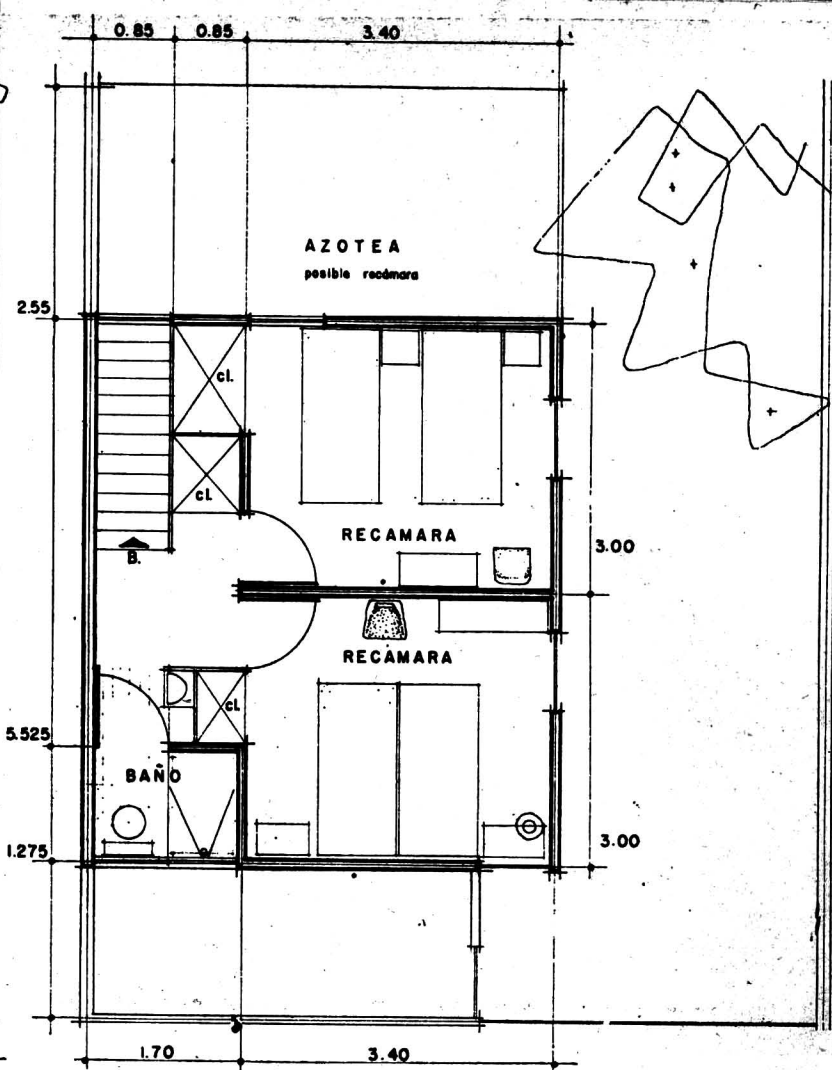 0.85 0.85 3.40
AZOTEA
posible recámara
2.55
cl.
cl.
RECAMARA
B.
3.00
RECAMARA
cl.
5.525
BAÑO
3.00
1.275
1.70 3.40